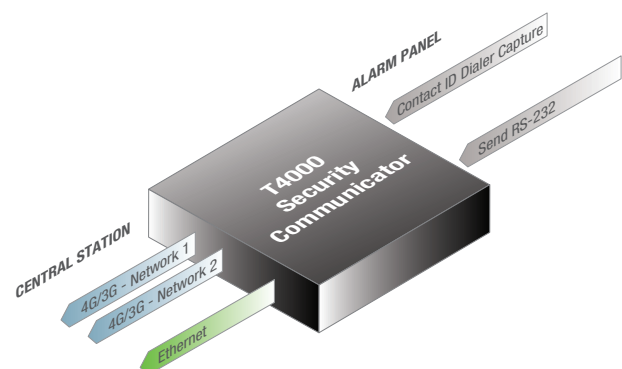 ALARM PANEL
Contact ID Dialer Capture
Send RS-232
T4000
Security
Communicator
CENTRAL STATION
4G/3G - Network 1
4G/3G - Network 2
Ethernet